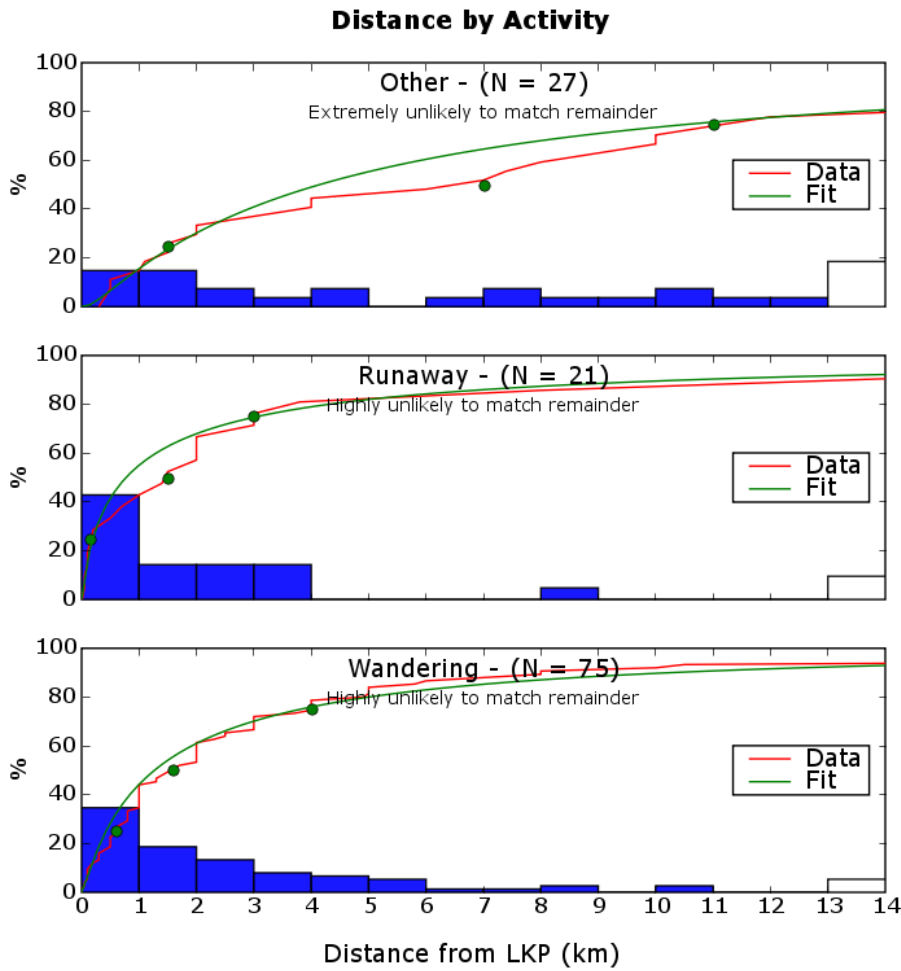 Distance by Activity
100
80
60
40
20
0
%
Other - (N = 27)
Extremely unlikely to match remainder
Data
Fit
100
80
60
40
20
0
%
Runaway - (N = 21)
Highly unlikely to match remainder
Data
Fit
100
80
60
40
20
0
%
Wandering - (N = 75)
Highly unlikely to match remainder
Data
Fit
0 1 2 3 4 5 6 7 8 9 10 11 12 13 14
Distance from LKP (km)